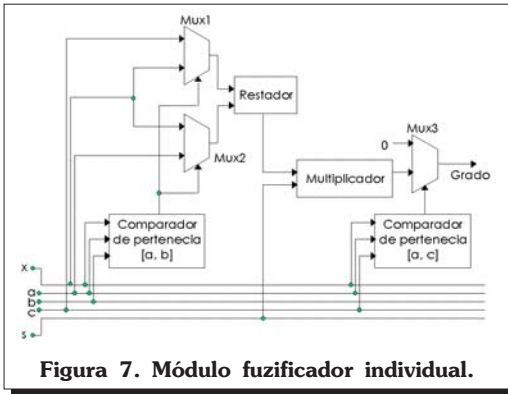 Mux1
Restador
Mux2
Mux3
0
Multiplicador
Grado
Comparador
de pertenecia
[a, b]
Comparador
de pertenecia
[a, c]
x
a
b
c
s
Figura 7. Módulo fuzificador individual.